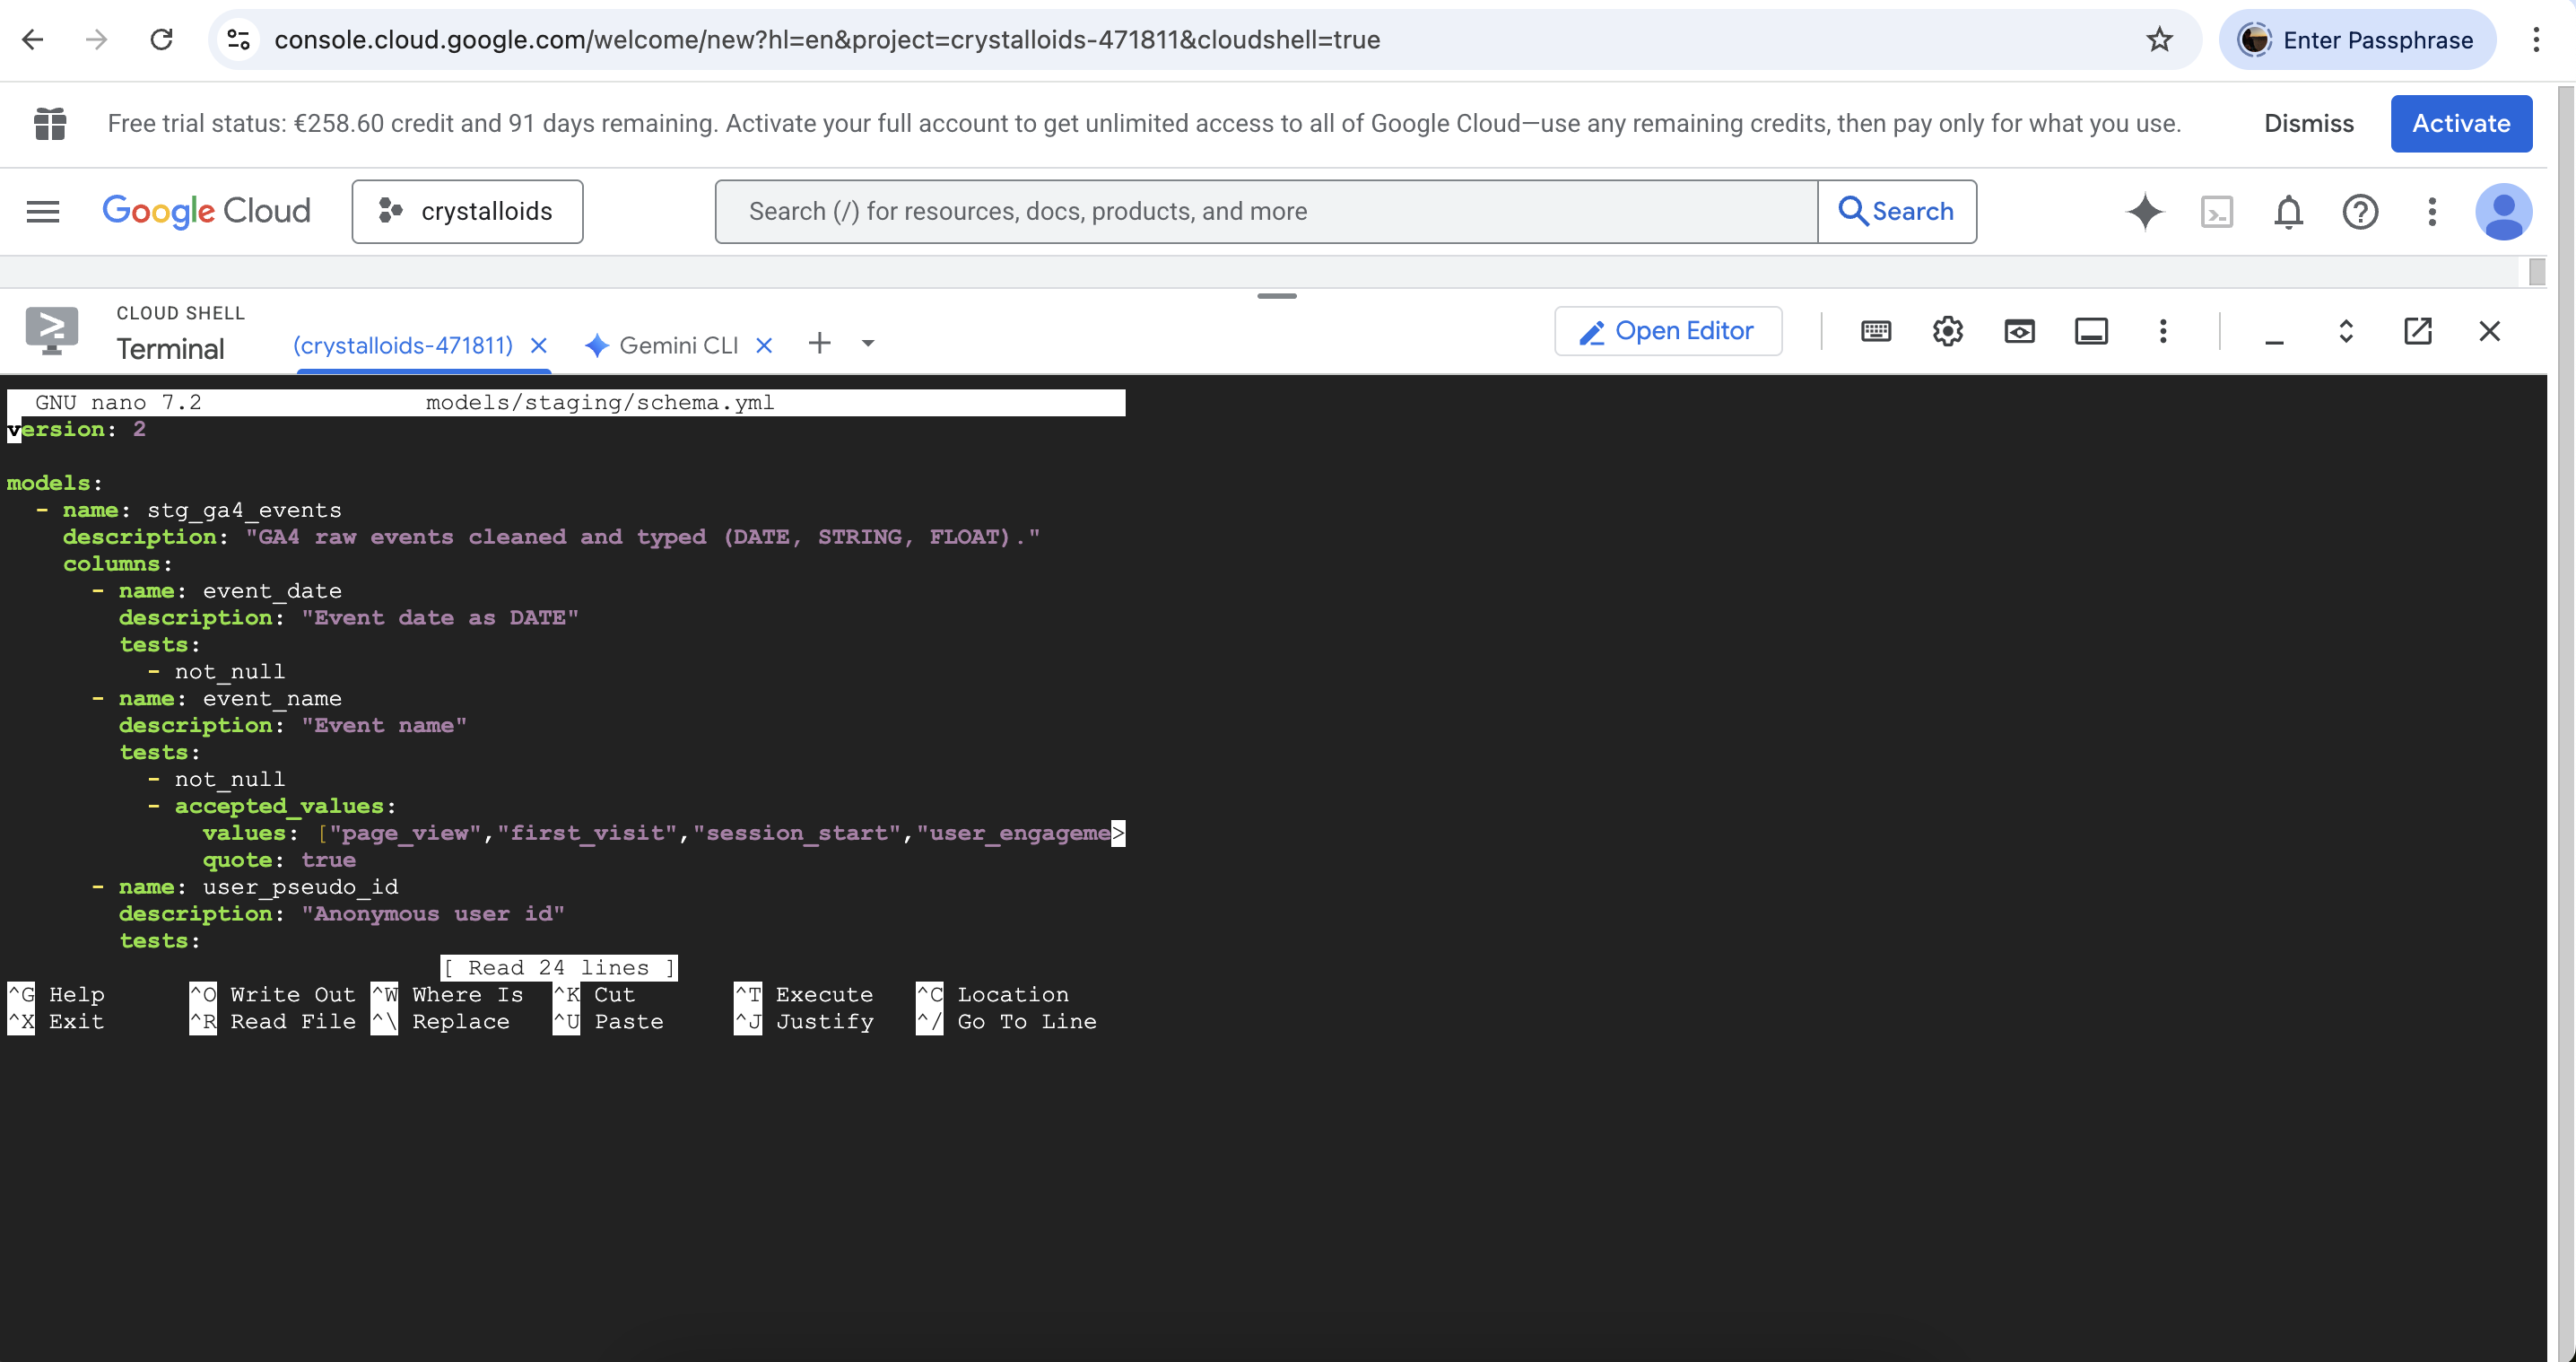 console.cloud.google.com/welcome/new?hl=en&project=crystalloids-471811&cloudshell=true
Enter Passphrase
Free trial status: €258.60 credit and 91 days remaining. Activate your full account to get unlimited access to all of Google Cloud—use any remaining credits, then pay only for what you use.
Dismiss
Activate
Google Cloud
crystalloids
Search (/) for resources, docs, products, and more
Search
CLOUD SHELL
Terminal
(crystalloids-471811)
Gemini CLI
Open Editor
GNU nano 7.2 models/staging/schema.yml
version: 2
models:
- name: stg_ga4_events
description: "GA4 raw events cleaned and typed (DATE, STRING, FLOAT)."
columns:
- name: event_date
description: "Event date as DATE"
tests:
- not_null
- name: event_name
description: "Event name"
tests:
- not_null
- accepted_values:
values: ["page_view","first_visit","session_start","user_engageme>
quote: true
- name: user_pseudo_id
description: "Anonymous user id"
tests:
[ Read 24 lines ]
^G Help ^O Write Out ^W Where Is ^K Cut ^T Execute ^C Location
^X Exit ^R Read File ^\ Replace ^U Paste ^J Justify ^/ Go To Line